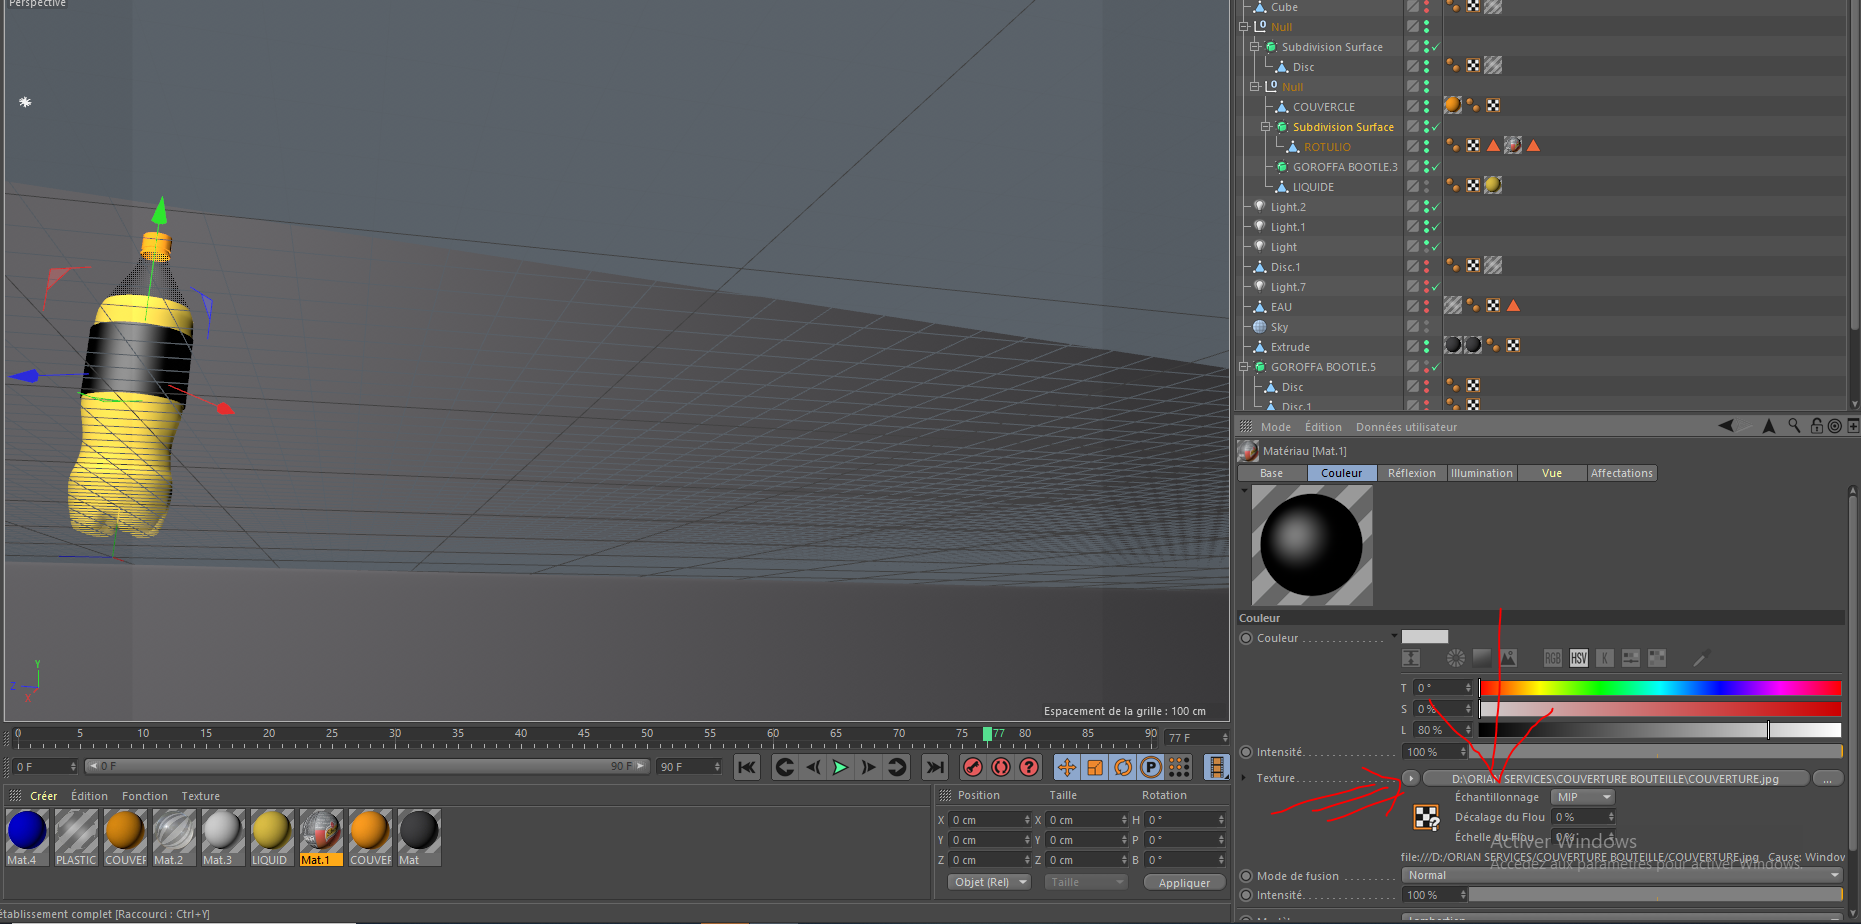 Perspective
Cube
Null
Subdivision Surface
Disc
Null
COUVERCLE
Subdivision Surface
ROTULIO
GOROFFA BOOTLE.3
LIQUIDE
Light.2
Light.1
Light
Disc.1
Light.7
EAU
Sky
Extrude
GOROFFA BOOTLE.5
Disc
Disc.1
Espacement de la grille : 100 cm
0 5 10 15 20 25 30 35 40 45 50 55 60 65 70 75 77 80 85 90
77 F
0 F
0 F
90 F
90 F
Créer Édition Fonction Texture
Mat.4 PLASTIC COUVER Mat.2 Mat.3 LIQUID Mat.1 COUVER Mat
Position Taille Rotation
X 0 cm X 0 cm H 0 °
Y 0 cm Y 0 cm P 0 °
Z 0 cm Z 0 cm B 0 °
Objet (Rel) Taille Appliquer
établissement complet [Raccourci : Ctrl+Y]
Mode Édition Données utilisateur
Matériau [Mat.1]
Base Couleur Réflexion Illumination Vue Affectations
Couleur
Couleur
RGB HSV K
T 0 °
S 0 %
L 80 %
Intensité 100 %
Texture D:\ORIAN SERVICES\COUVERTURE BOUTEILLE\COUVERTURE.jpg ...
Échantillonnage MIP
Décalage du Flou 0 %
Échelle du Flou 0 %
Activer Windows
file:///D:/ORIAN SERVICES/COUVERTURE BOUTEILLE/COUVERTURE.jpg Cause: Window
Accédez aux paramètres pour activer Windows.
Mode de fusion Normal
Intensité 100 %